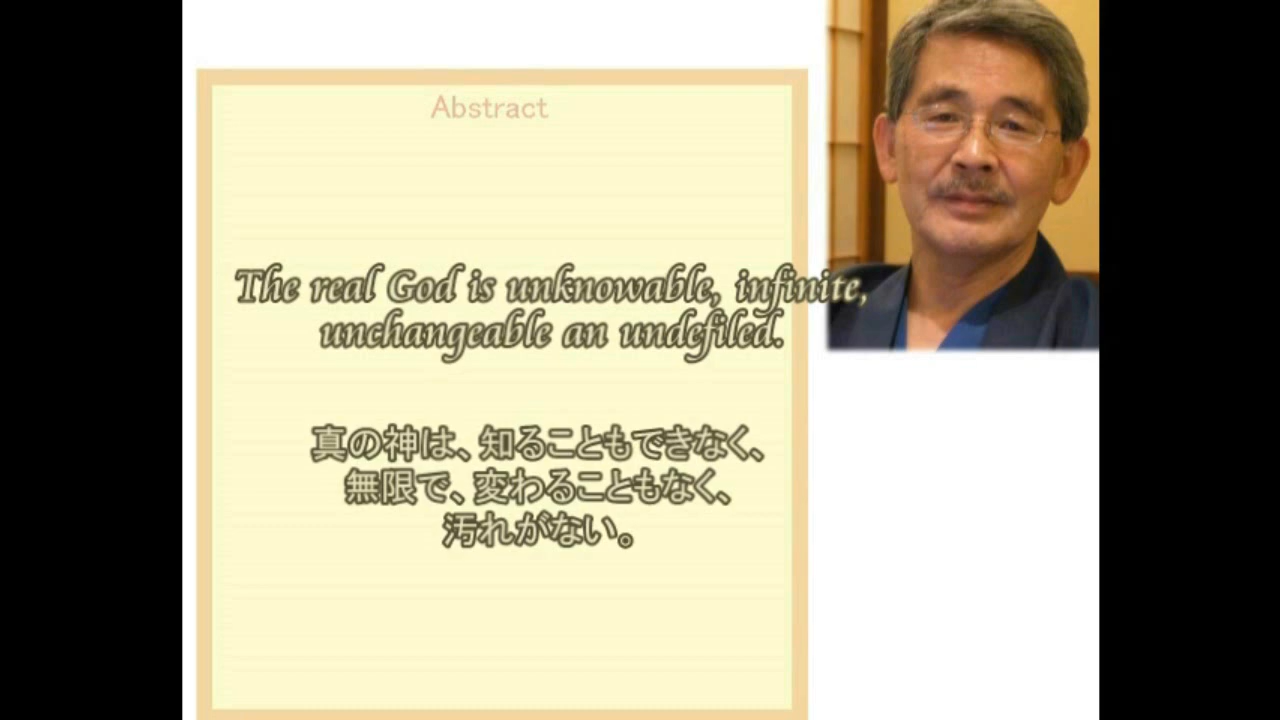 Abstract
The real God is unknowable, infinite,
unchangeable an undefiled.
真の神は、知ることもできなく、
無限で、変わることもなく、
汚れがない。